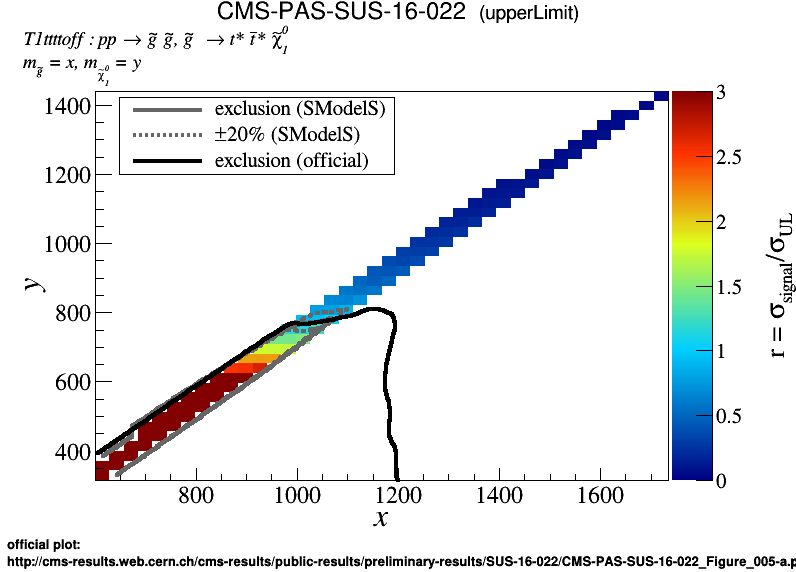 CMS-PAS-SUS-16-022 (upperLimit)
T1ttttoff : pp → g̃ g̃, g̃ → t* t̄* χ̃⁰₁
m_g̃ = x, m_χ̃⁰₁ = y
exclusion (SModelS)
±20% (SModelS)
exclusion (official)
1400
1200
1000
800
600
400
y
800
1000
1200
1400
1600
x
3
2.5
2
1.5
1
0.5
0
r = σ_signal/σ_UL
official plot:
http://cms-results.web.cern.ch/cms-results/public-results/preliminary-results/SUS-16-022/CMS-PAS-SUS-16-022_Figure_005-a.p